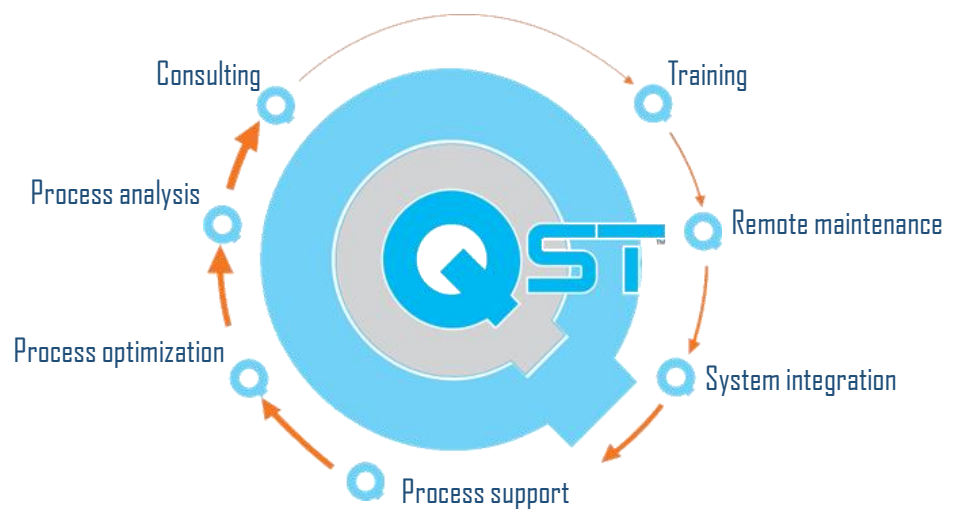 Consulting
Training
Process analysis
Remote maintenance
QST™
Process optimization
System integration
Process support